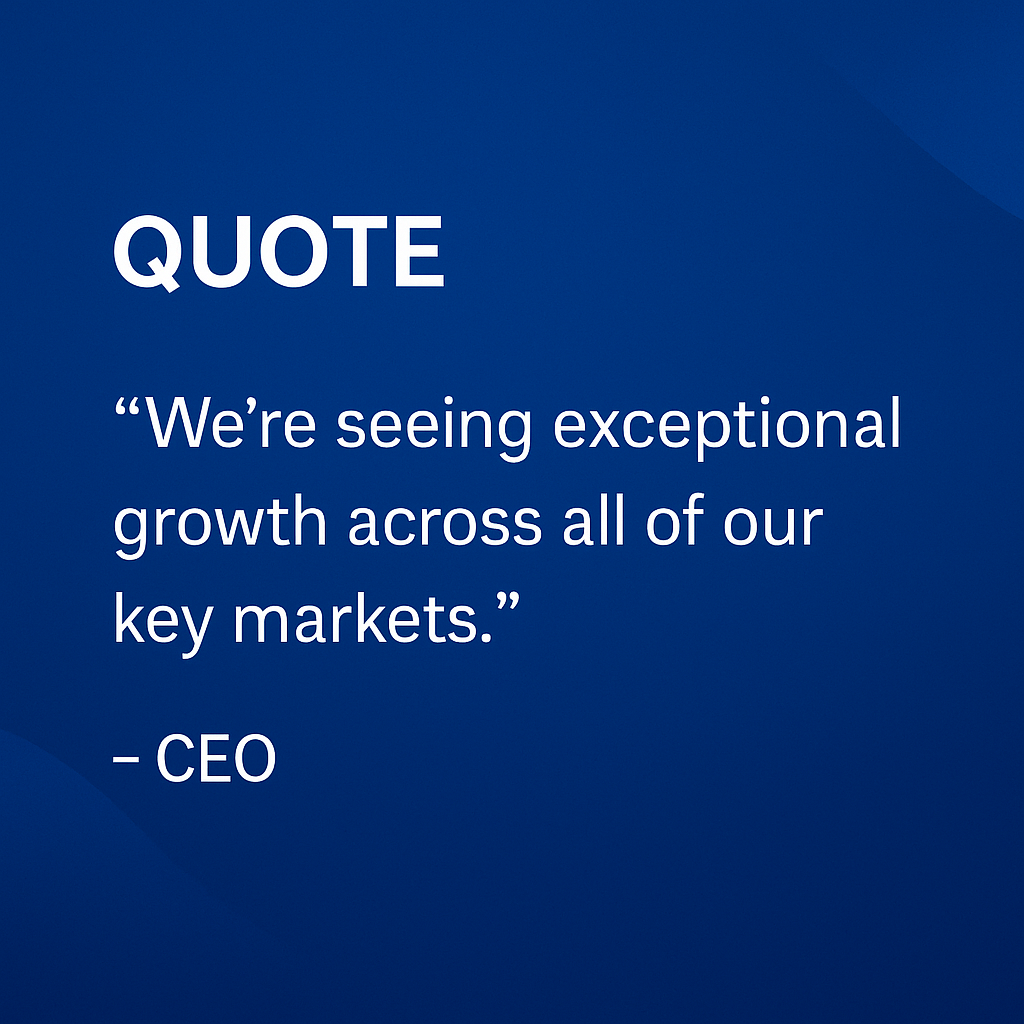 QUOTE
“We’re seeing exceptional
growth across all of our
key markets.”
– CEO